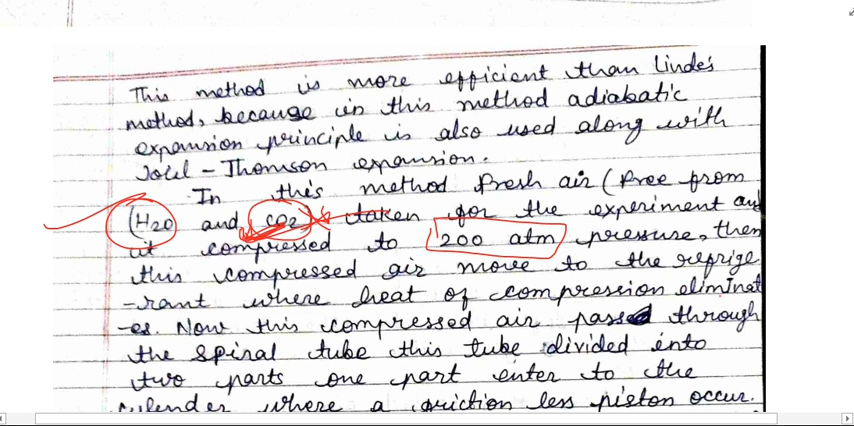 This method is more efficient than Linde's
method, because in this method adiabatic
expansion principle is also used along with
Joul - Thomson expansion.
In this method fresh air (free from
(H2O and CO2) taken for the experiment and
it compressed to 200 atm pressure, then
this compressed air move to the refrige
-rant where heat of compression eliminat
-es. Now this compressed air passed through
the spiral tube this tube divided into
two parts one part enter to the
cylender where a friction less piston occur.